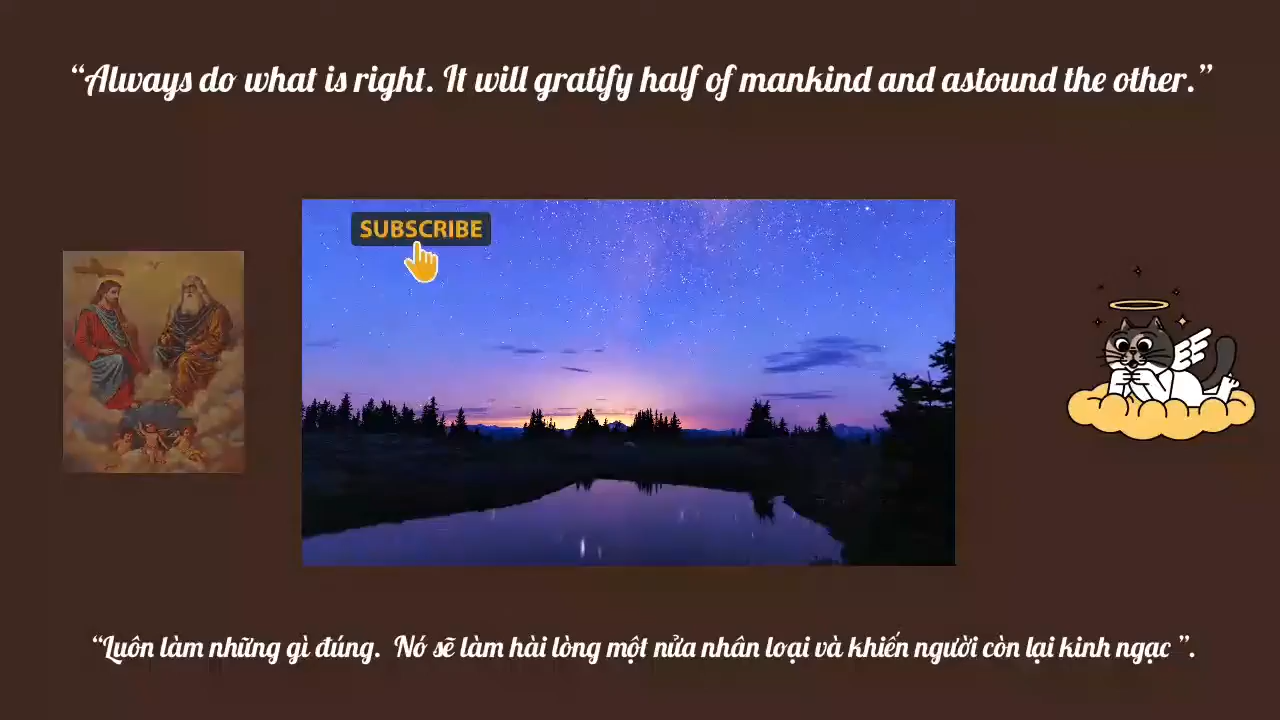 “Always do what is right. It will gratify half of mankind and astound the other.”
SUBSCRIBE
“Luôn làm những gì đúng. Nó sẽ làm hài lòng một nửa nhân loại và khiến người còn lại kinh ngạc ”.